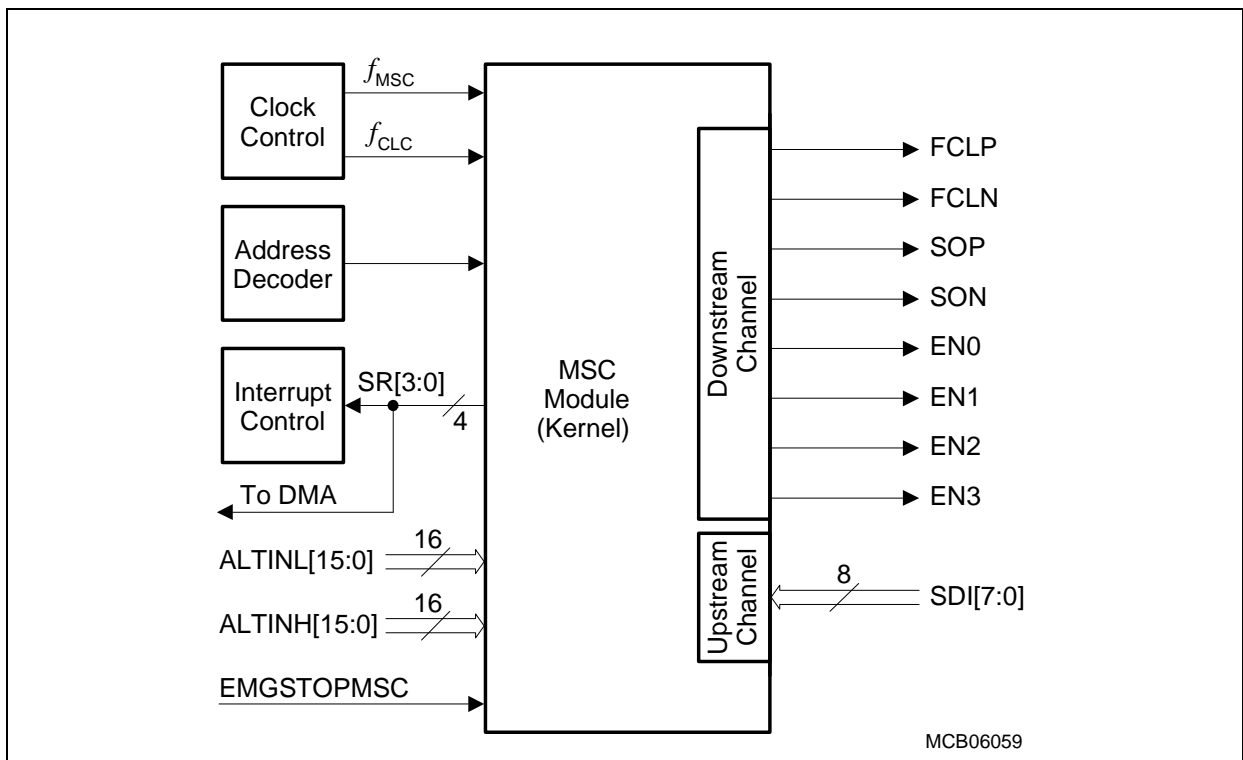 Clock
Control
fMSC
fCLC
Address
Decoder
Interrupt
Control
SR[3:0]
4
To DMA
ALTINL[15:0]
16
ALTINH[15:0]
16
EMGSTOPMSC
MSC
Module
(Kernel)
Downstream
Channel
Upstream
Channel
FCLP
FCLN
SOP
SON
EN0
EN1
EN2
EN3
8
SDI[7:0]
MCB06059